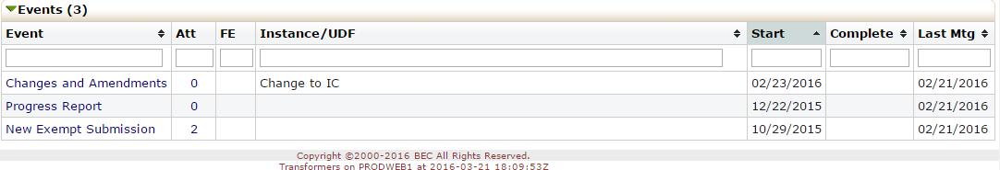 Events (3)
Event Att FE Instance/UDF Start Complete Last Mtg
Changes and Amendments 0 Change to IC 02/23/2016 02/21/2016
Progress Report 0 12/22/2015 02/21/2016
New Exempt Submission 2 10/29/2015 02/21/2016
Copyright ©2000-2016 BEC All Rights Reserved.
Transformers on PRODWEB1 at 2016-03-21 18:09:53Z